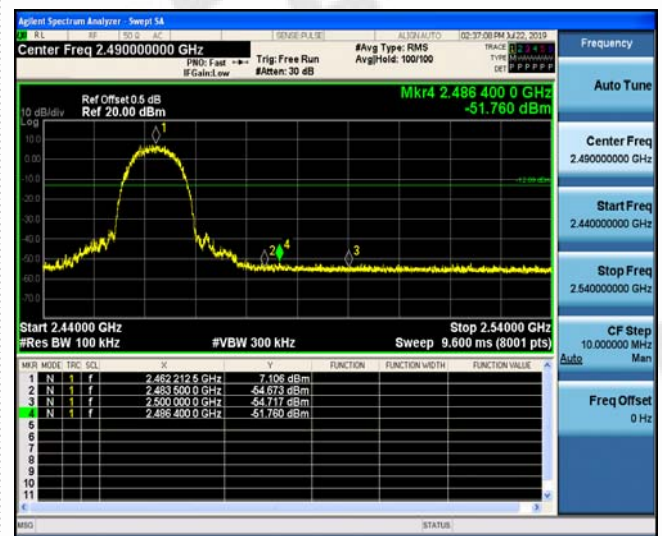 Agilent Spectrum Analyzer - Swept SA
RL RF 50 Ω AC SENSE:PULSE ALIGN AUTO 02:37:08 PM Jul 22, 2019
Center Freq 2.490000000 GHz
PNO: Fast Trig: Free Run
IFGain:Low #Atten: 30 dB
#Avg Type: RMS
Avg|Hold: 100/100
TRACE 1 2 3 4 5 6
TYPE M
DET P P P P P P
Ref Offset 0.5 dB
10 dB/div Ref 20.00 dBm
Log
Mkr4 2.486 400 0 GHz
-51.760 dBm
10.0
0.00
-10.0
-20.0
-30.0
-40.0
-50.0
-60.0
-70.0
1
2
4
3
Start 2.44000 GHz Stop 2.54000 GHz
#Res BW 100 kHz #VBW 300 kHz Sweep 9.600 ms (8001 pts)
MKR MODE TRC SCL X Y FUNCTION FUNCTION WIDTH FUNCTION VALUE
1 N 1 f 2.462 212 5 GHz 7.106 dBm
2 N 1 f 2.483 500 0 GHz -54.673 dBm
3 N 1 f 2.500 000 0 GHz -54.717 dBm
4 N 1 f 2.486 400 0 GHz -51.760 dBm
5
6
7
8
9
10
11
MSG STATUS
Frequency
Auto Tune
Center Freq
2.490000000 GHz
Start Freq
2.440000000 GHz
Stop Freq
2.540000000 GHz
CF Step
10.000000 MHz
Auto Man
Freq Offset
0 Hz